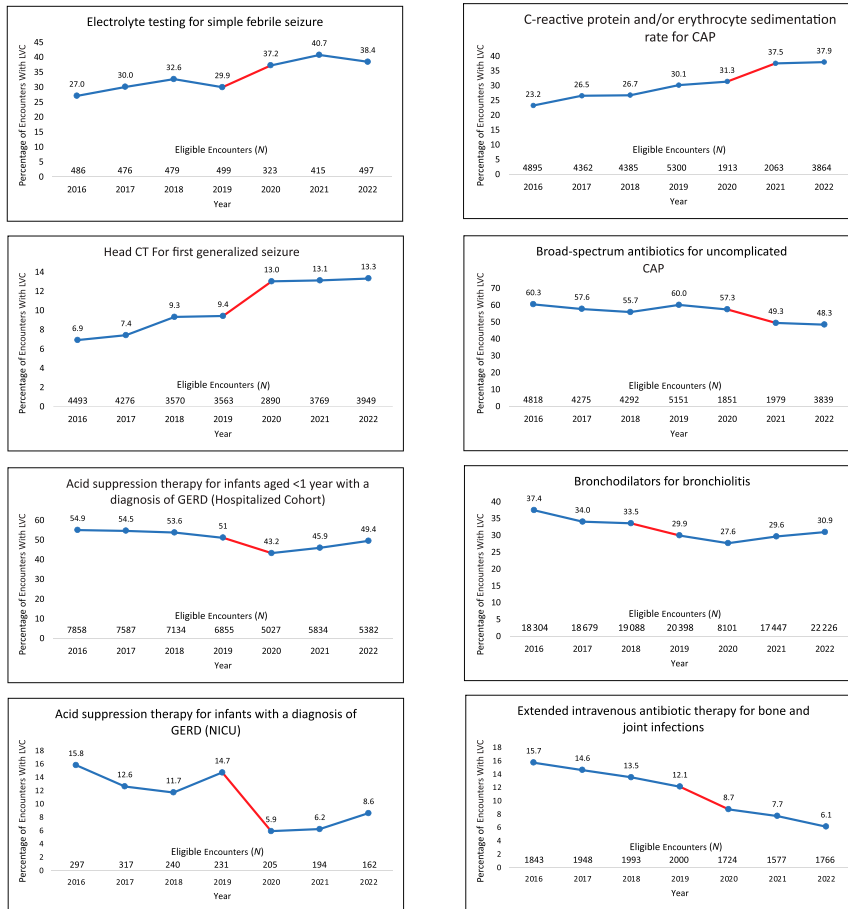 Electrolyte testing for simple febrile seizure
Percentage of Encounters With LVC
45
40
35
30
25
20
15
10
5
0
27.0
30.0
32.6
29.9
37.2
40.7
38.4
Eligible Encounters (N)
486 476 479 499 323 415 497
2016 2017 2018 2019 2020 2021 2022
Year
C-reactive protein and/or erythrocyte sedimentation
rate for CAP
Percentage of Encounters With LVC
40
35
30
25
20
15
10
5
0
23.2
26.5
26.7
30.1
31.3
37.5
37.9
Eligible Encounters (N)
4895 4362 4385 5300 1913 2063 3864
2016 2017 2018 2019 2020 2021 2022
Year
Head CT For first generalized seizure
Percentage of Encounters With LVC
14
12
10
8
6
4
2
0
6.9
7.4
9.3
9.4
13.0
13.1
13.3
Eligible Encounters (N)
4493 4276 3570 3563 2890 3769 3949
2016 2017 2018 2019 2020 2021 2022
Year
Broad-spectrum antibiotics for uncomplicated
CAP
Percentage of Encounters With LVC
70
60
50
40
30
20
10
0
60.3
57.6
55.7
60.0
57.3
49.3
48.3
Eligible Encounters (N)
4818 4275 4292 5151 1851 1979 3839
2016 2017 2018 2019 2020 2021 2022
Year
Acid suppression therapy for infants aged <1 year with a
diagnosis of GERD (Hospitalized Cohort)
Percentage of Encounters With LVC
60
50
40
30
20
10
0
54.9
54.5
53.6
51
43.2
45.9
49.4
Eligible Encounters (N)
7858 7587 7134 6855 5027 5834 5382
2016 2017 2018 2019 2020 2021 2022
Year
Bronchodilators for bronchiolitis
Percentage of Encounters With LVC
40
35
30
25
20
15
10
5
0
37.4
34.0
33.5
29.9
27.6
29.6
30.9
Eligible Encounters (N)
18 304 18 679 19 088 20 398 8101 17 447 22 226
2016 2017 2018 2019 2020 2021 2022
Year
Acid suppression therapy for infants with a diagnosis of
GERD (NICU)
Percentage of Encounters With LVC
18
16
14
12
10
8
6
4
2
0
15.8
12.6
11.7
14.7
5.9
6.2
8.6
Eligible Encounters (N)
297 317 240 231 205 194 162
2016 2017 2018 2019 2020 2021 2022
Year
Extended intravenous antibiotic therapy for bone and
joint infections
Percentage of Encounters With LVC
18
16
14
12
10
8
6
4
2
0
15.7
14.6
13.5
12.1
8.7
7.7
6.1
Eligible Encounters (N)
1843 1948 1993 2000 1724 1577 1766
2016 2017 2018 2019 2020 2021 2022
Year